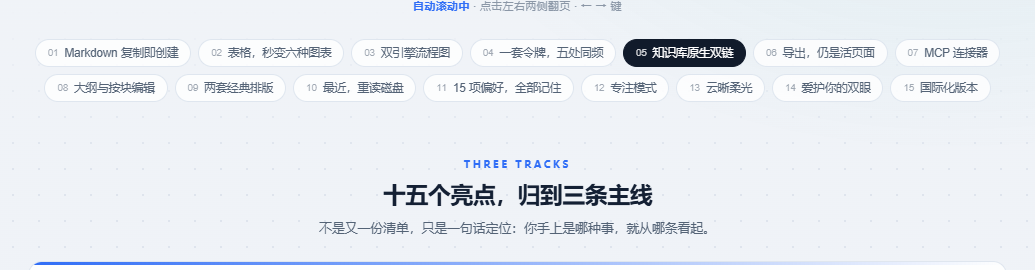 自动滚动中 · 点击左右两侧翻页 · ← → 键
01 Markdown 复制即创建 02 表格，秒变六种图表 03 双引擎流程图 04 一套令牌，五处同频 05 知识库原生双链 06 导出，仍是活页面 07 MCP 连接器
08 大纲与按块编辑 09 两套经典排版 10 最近，重读磁盘 11 15 项偏好，全部记住 12 专注模式 13 云晰柔光 14 爱护你的双眼 15 国际化版本
THREE TRACKS
十五个亮点，归到三条主线
不是又一份清单，只是一句话定位：你手上是哪种事，就从哪条看起。